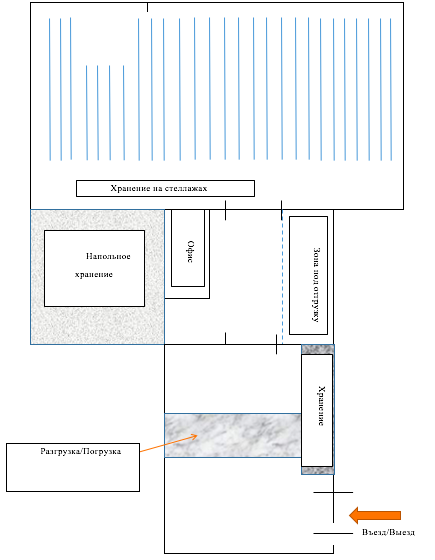 Хранение на стеллажах
Напольное
хранение
Офис
Зона под отгрузку
Хранение
Разгрузка/Погрузка
Въезд/Выезд